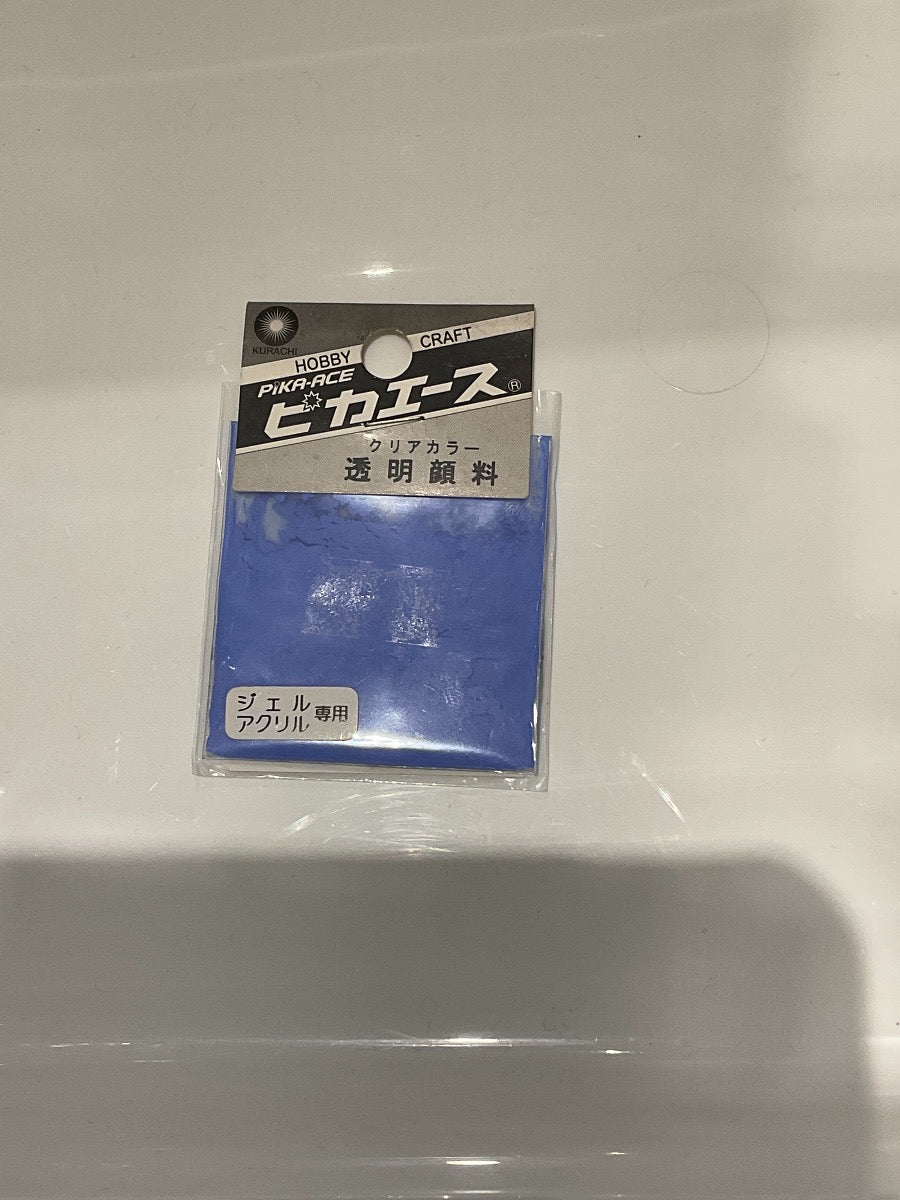 KURACHI
HOBBY CRAFT
PiKA-ACE
ピカエース®
クリアカラー
透明顔料
ジェル
アクリル専用